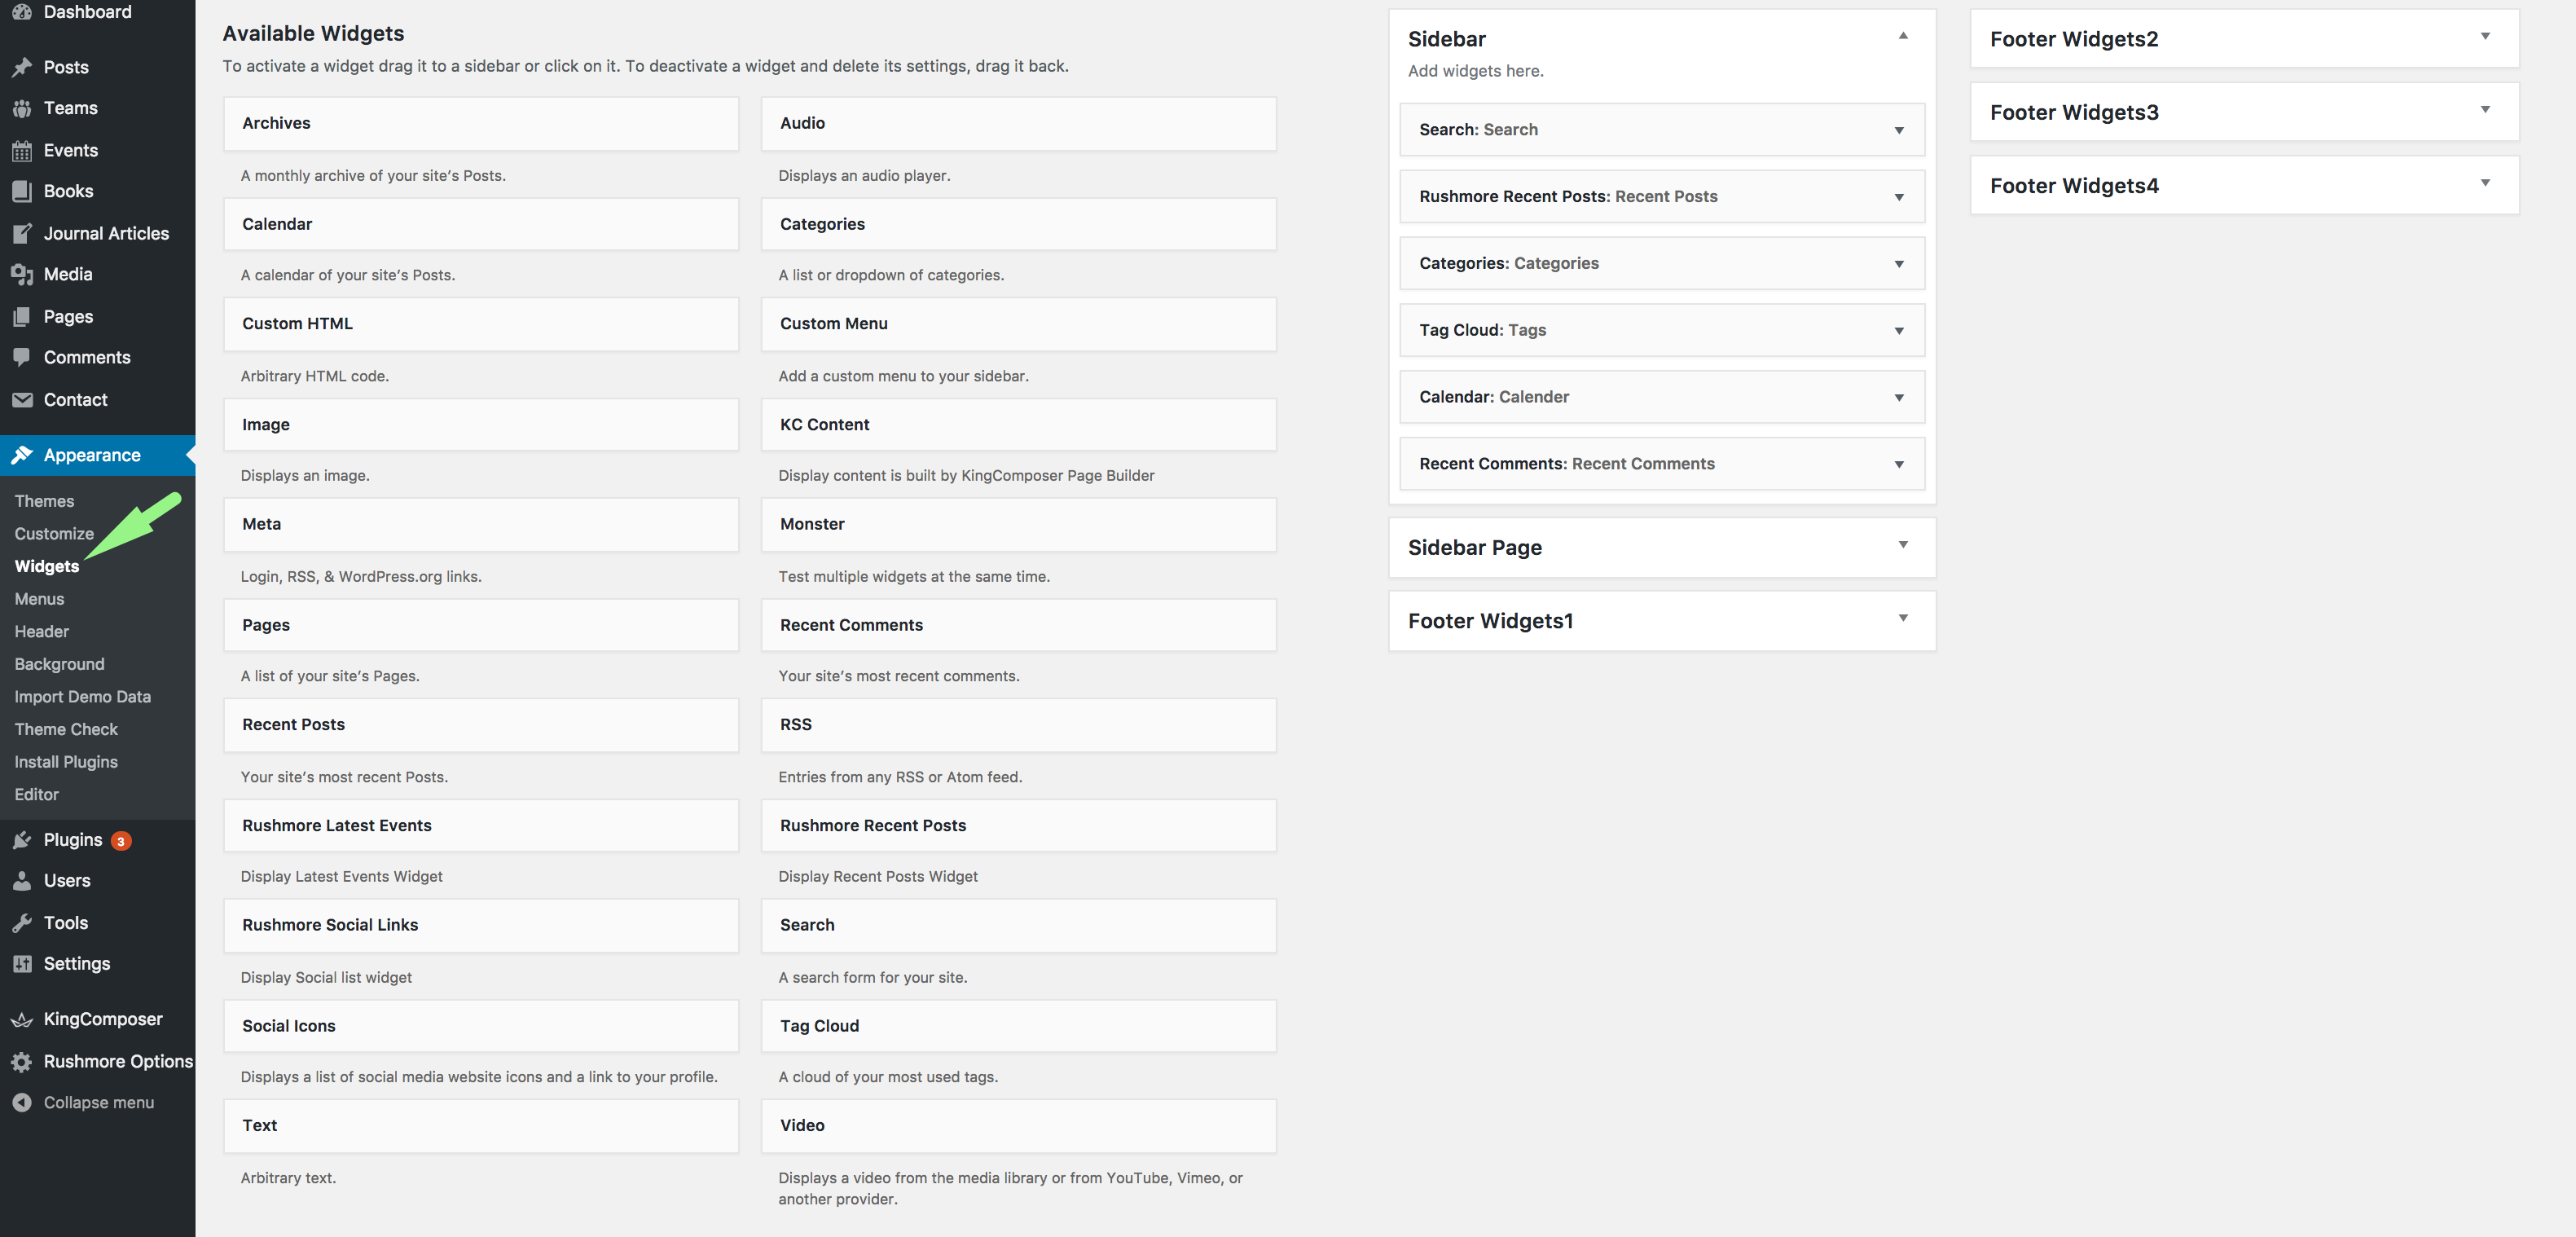 Dashboard
Posts
Teams
Events
Books
Journal Articles
Media
Pages
Comments
Contact
Appearance
Themes
Customize
Widgets
Menus
Header
Background
Import Demo Data
Theme Check
Install Plugins
Editor
Plugins 3
Users
Tools
Settings
KingComposer
Rushmore Options
Collapse menu
Available Widgets
To activate a widget drag it to a sidebar or click on it. To deactivate a widget and delete its settings, drag it back.
Archives
A monthly archive of your site’s Posts.
Audio
Displays an audio player.
Calendar
A calendar of your site’s Posts.
Categories
A list or dropdown of categories.
Custom HTML
Arbitrary HTML code.
Custom Menu
Add a custom menu to your sidebar.
Image
Displays an image.
KC Content
Display content is built by KingComposer Page Builder
Meta
Login, RSS, & WordPress.org links.
Monster
Test multiple widgets at the same time.
Pages
A list of your site’s Pages.
Recent Comments
Your site’s most recent comments.
Recent Posts
Your site’s most recent Posts.
RSS
Entries from any RSS or Atom feed.
Rushmore Latest Events
Display Latest Events Widget
Rushmore Recent Posts
Display Recent Posts Widget
Rushmore Social Links
Display Social list widget
Search
A search form for your site.
Social Icons
Displays a list of social media website icons and a link to your profile.
Tag Cloud
A cloud of your most used tags.
Text
Arbitrary text.
Video
Displays a video from the media library or from YouTube, Vimeo, or
another provider.
Sidebar
Add widgets here.
Search: Search
Rushmore Recent Posts: Recent Posts
Categories: Categories
Tag Cloud: Tags
Calendar: Calender
Recent Comments: Recent Comments
Sidebar Page
Footer Widgets1
Footer Widgets2
Footer Widgets3
Footer Widgets4